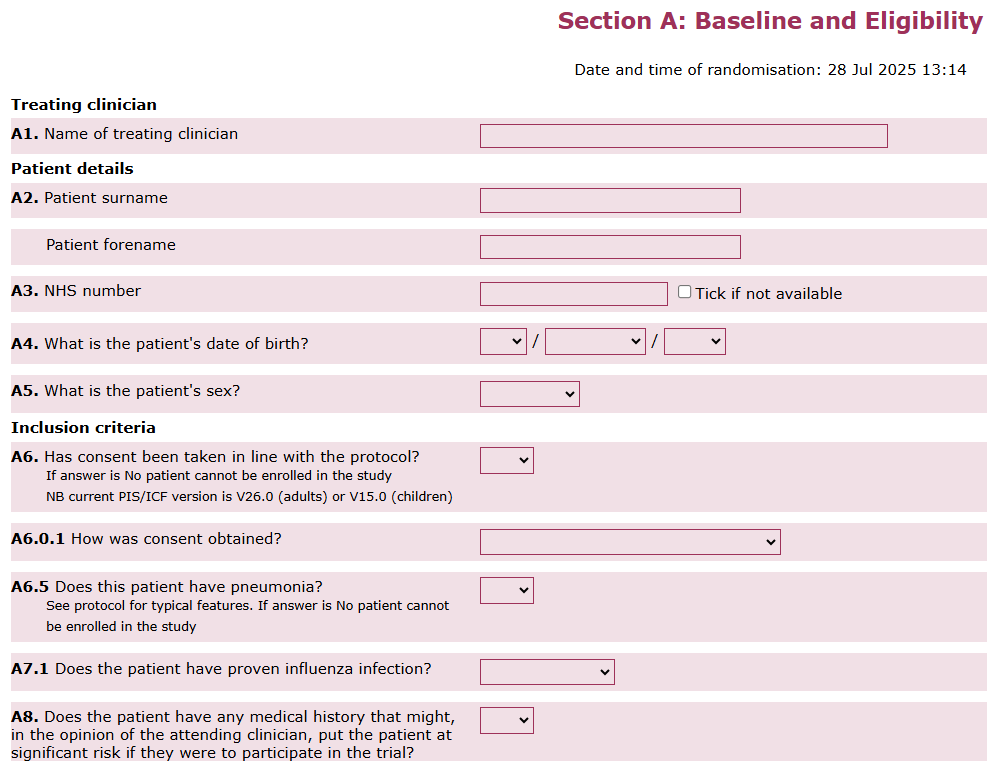 Section A: Baseline and Eligibility
Date and time of randomisation: 28 Jul 2025 13:14
Treating clinician
A1. Name of treating clinician
Patient details
A2. Patient surname
Patient forename
A3. NHS number
Tick if not available
A4. What is the patient's date of birth?
/ /
A5. What is the patient's sex?
Inclusion criteria
A6. Has consent been taken in line with the protocol?
If answer is No patient cannot be enrolled in the study
NB current PIS/ICF version is V26.0 (adults) or V15.0 (children)
A6.0.1 How was consent obtained?
A6.5 Does this patient have pneumonia?
See protocol for typical features. If answer is No patient cannot
be enrolled in the study
A7.1 Does the patient have proven influenza infection?
A8. Does the patient have any medical history that might,
in the opinion of the attending clinician, put the patient at
significant risk if they were to participate in the trial?